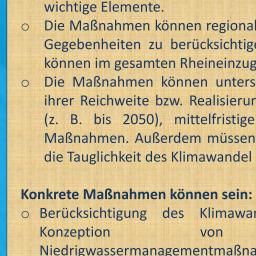 wichtige Elemente.
o Die Maßnahmen können regional
Gegebenheiten zu berücksichtige
können im gesamten Rheineinzug
o Die Maßnahmen können unters
ihrer Reichweite bzw. Realisierun
(z. B. bis 2050), mittelfristige
Maßnahmen. Außerdem müssen
die Tauglichkeit des Klimawandel
Konkrete Maßnahmen können sein:
o Berücksichtigung des Klimawan
Konzeption von
Niedrigwassermanagementmaßna